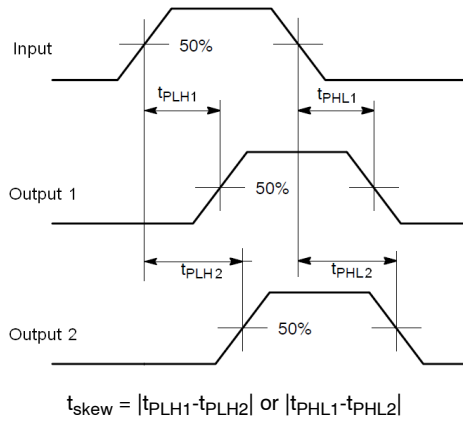 Input
50%
tPLH1
tPHL1
Output 1
50%
tPLH2
tPHL2
Output 2
50%
tskew = |tPLH1-tPLH2| or |tPHL1-tPHL2|